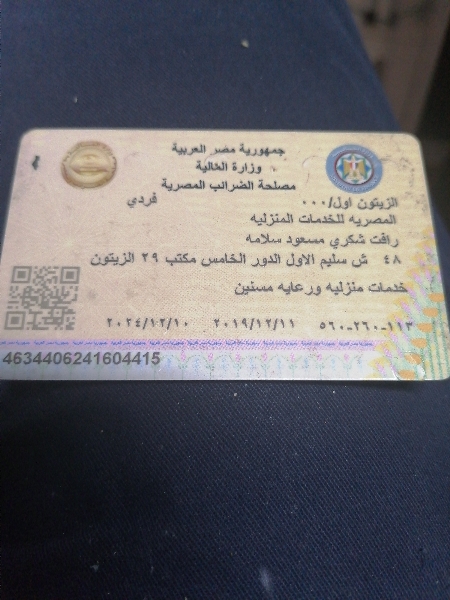 جمهورية مصر العربية
وزارة المالية
مصلحة الضرائب المصرية
الزيتون اول/٠٠٠ فردي
المصريه للخدمات المنزليه
رافت شكري مسعود سلامه
٤٨ ش سليم الاول الدور الخامس مكتب ٢٩ الزيتون
خدمات منزليه ورعايه مسنين
٥٦٠-٢٦٠-١١٣ ٢٠١٩/١٢/١١ ٢٠٢٤/١٢/١٠
4634406241604415